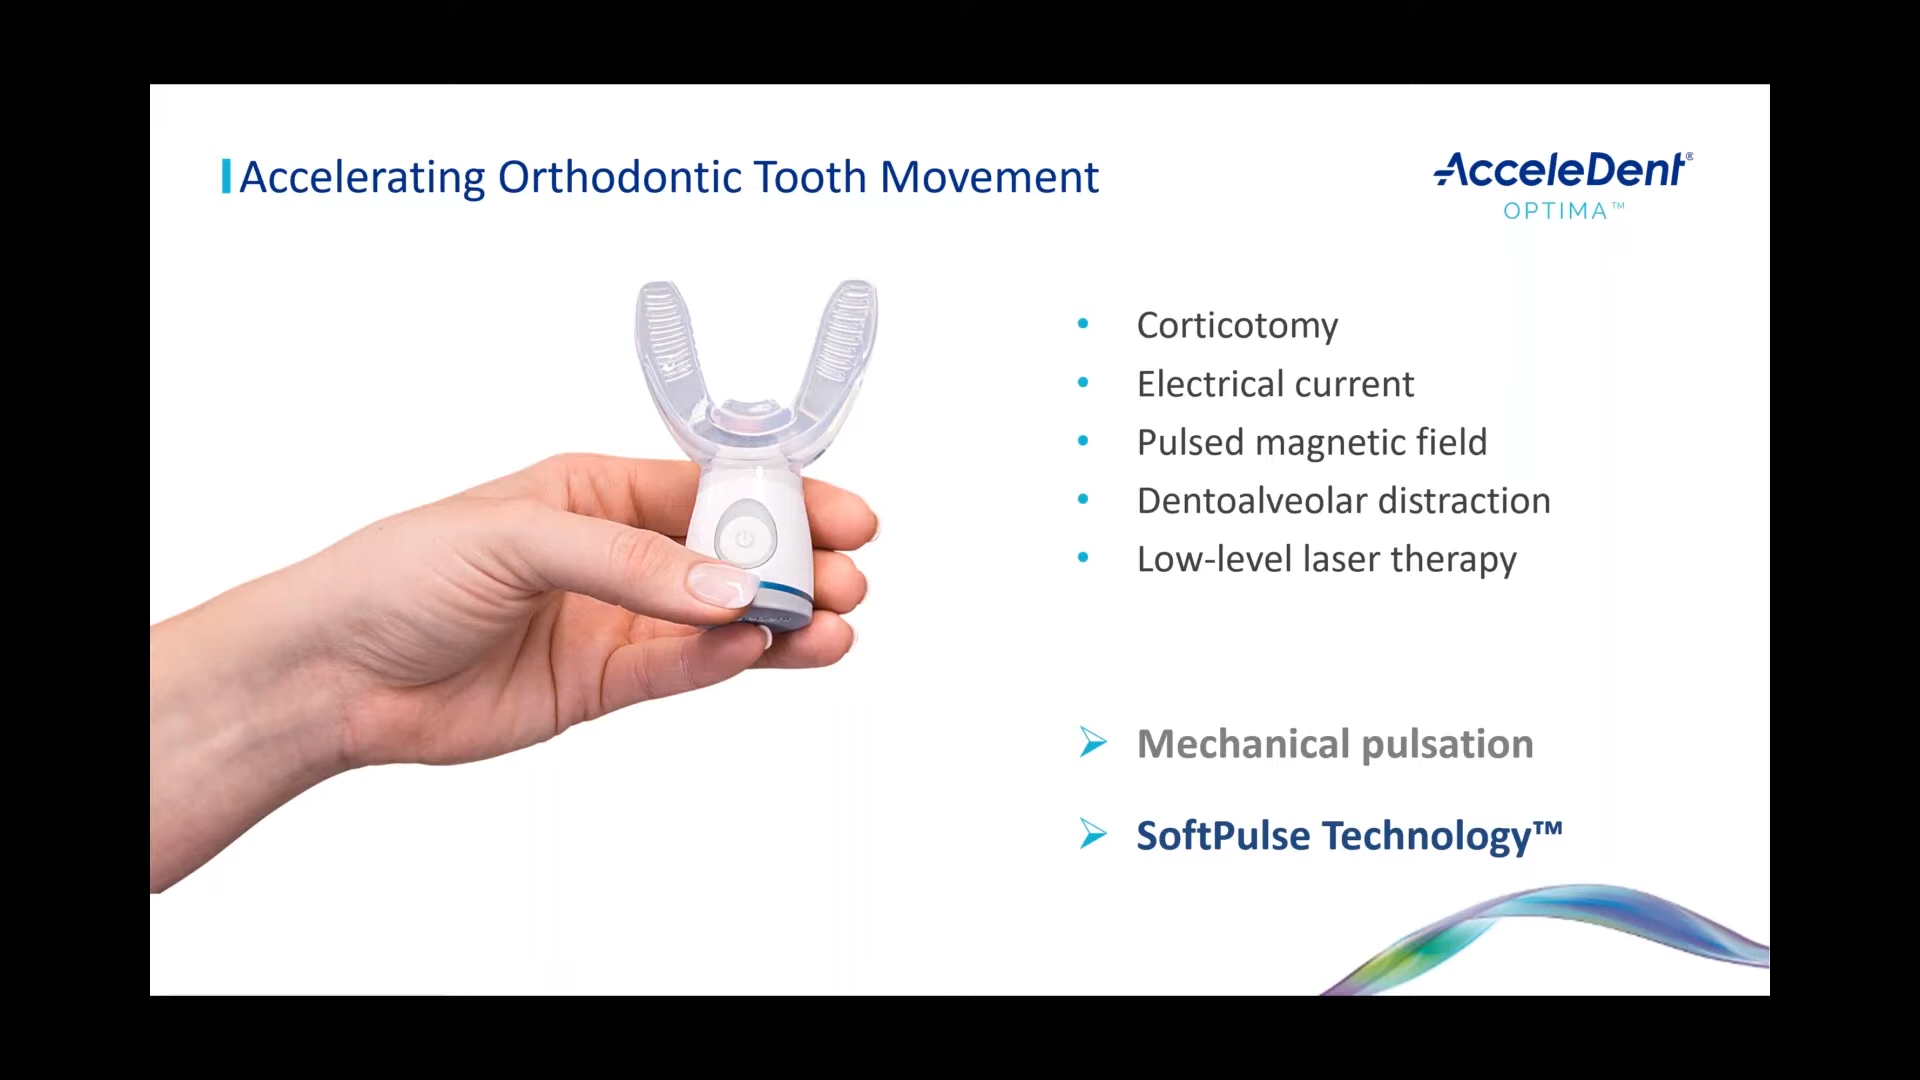 Accelerating Orthodontic Tooth Movement
AcceleDent®
OPTIMA™
Corticotomy
Electrical current
Pulsed magnetic field
Dentoalveolar distraction
Low-level laser therapy
Mechanical pulsation
SoftPulse Technology™